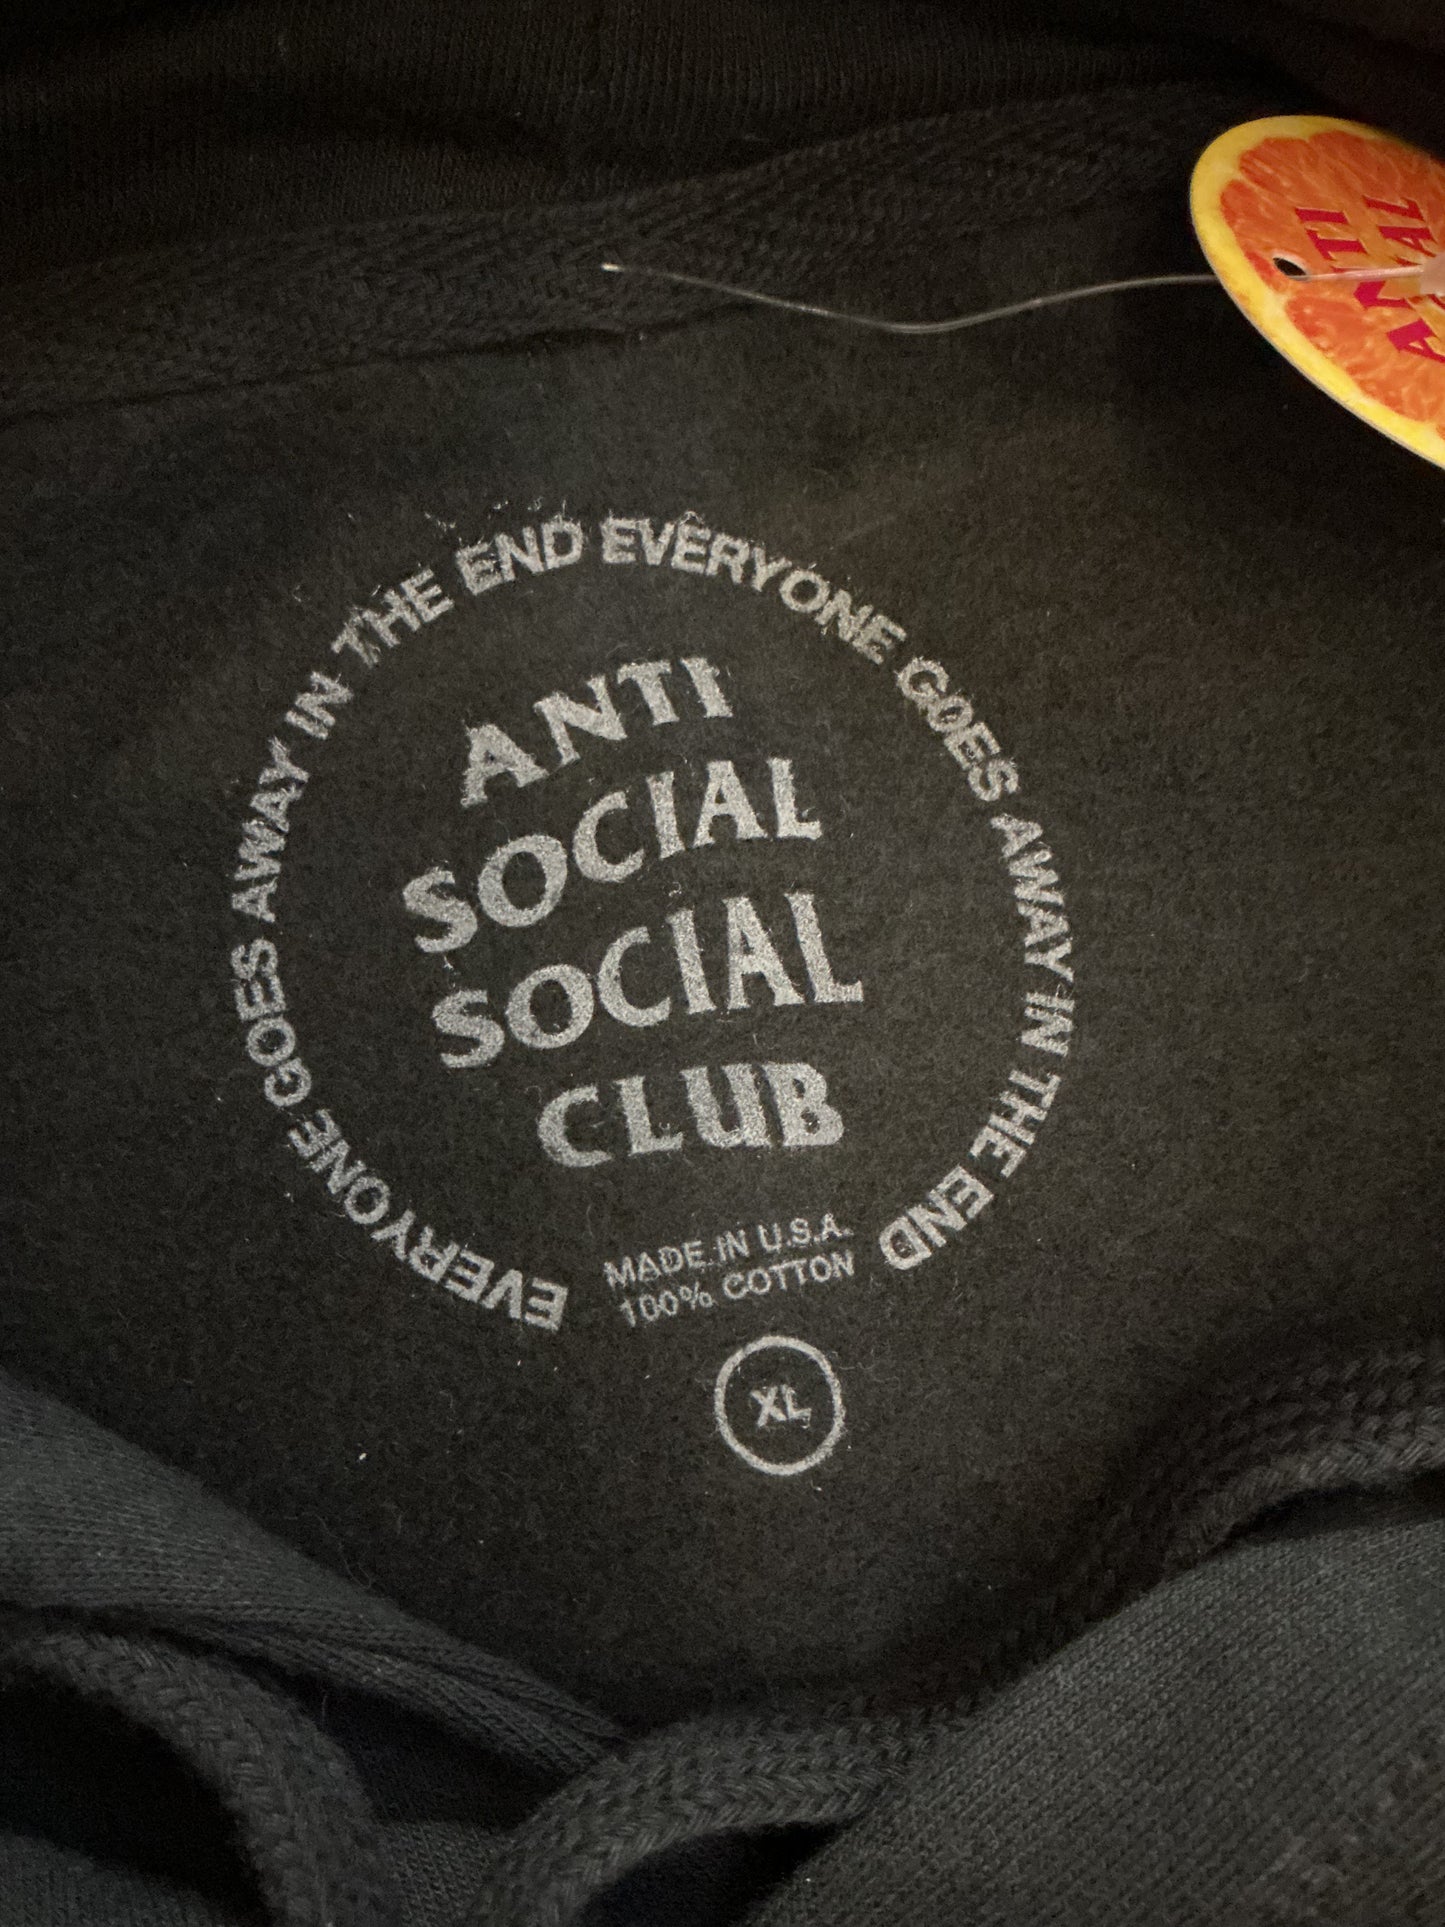 ANTI
EVERYONE GOES AWAY IN THE END EVERYONE GOES AWAY IN THE END
ANTI
SOCIAL
SOCIAL
CLUB
MADE IN U.S.A.
100% COTTON
XL